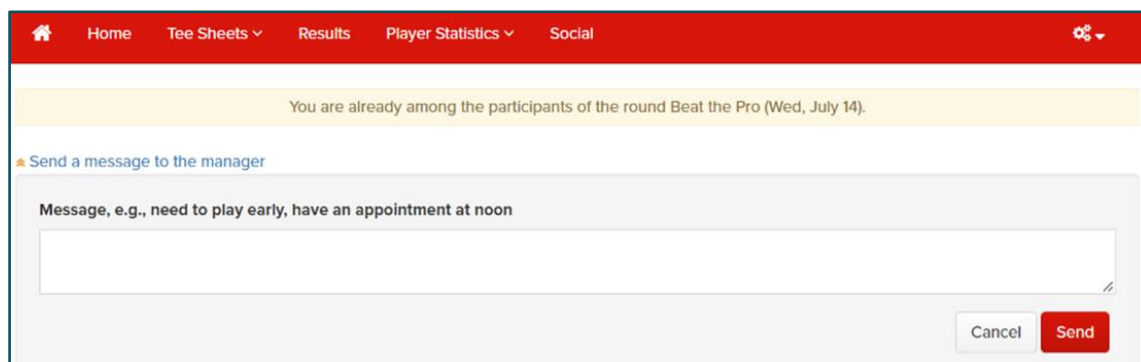 Home Tee Sheets Results Player Statistics Social
You are already among the participants of the round Beat the Pro (Wed, July 14).
Send a message to the manager
Message, e.g., need to play early, have an appointment at noon
Cancel Send